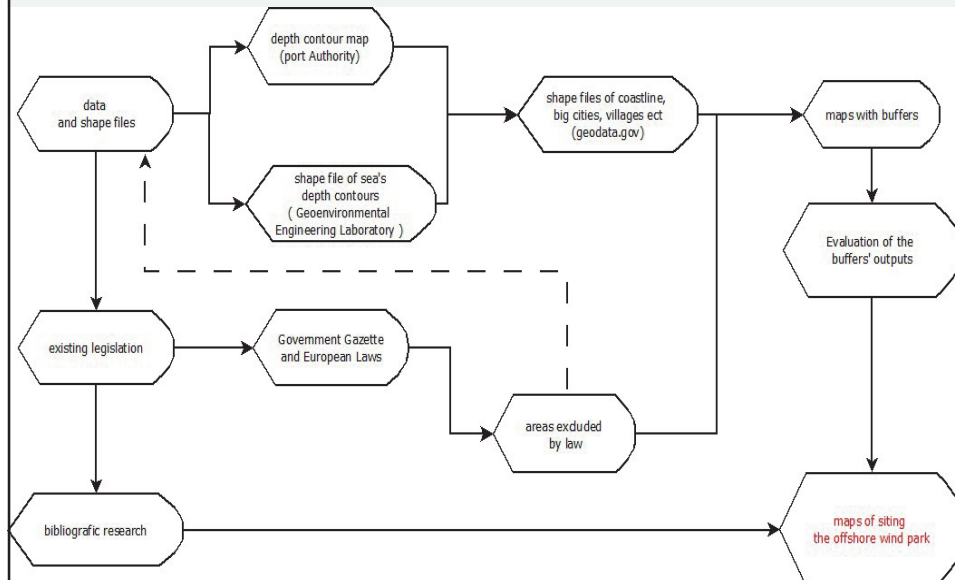 depth contour map
(port Authority)
data
and shape files
shape files of coastline,
big cities, villages ect
(geodata.gov)
maps with buffers
shape file of sea's
depth contours
( Geoenvironmental
Engineering Laboratory )
Evaluation of the
buffers' outputs
existing legislation
Government Gazette
and European Laws
areas excluded
by law
bibliografic research
maps of siting
the offshore wind park